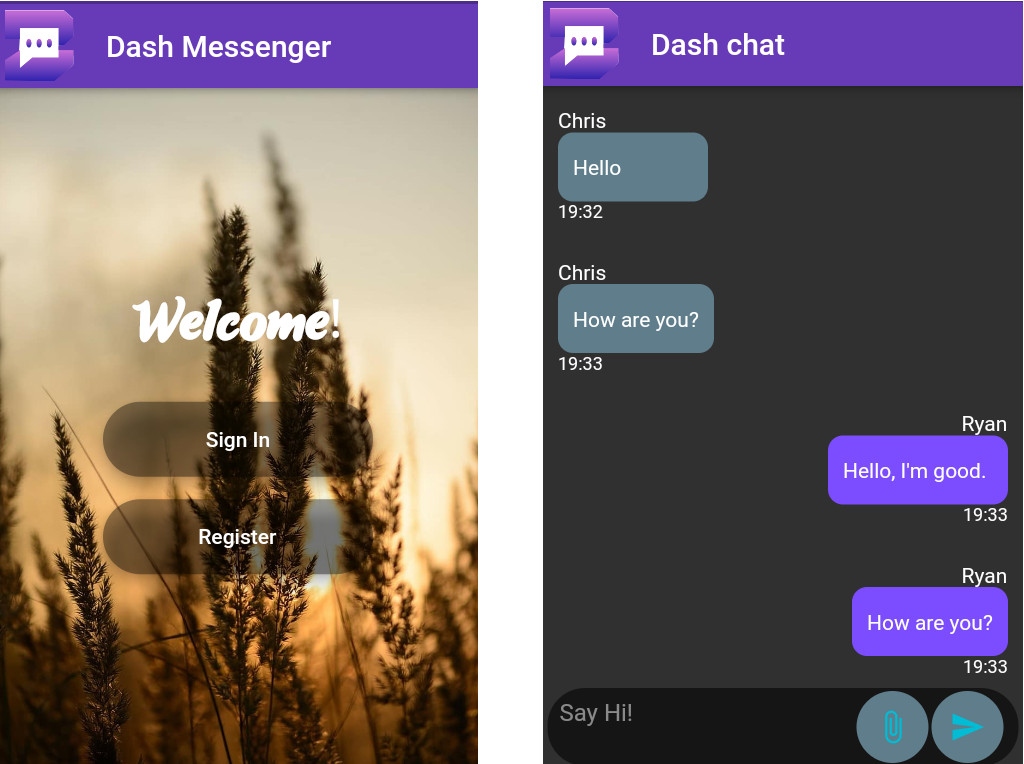 Dash Messenger
Welcome!
Sign In
Register
Dash chat
Chris
Hello
19:32
Chris
How are you?
19:33
Ryan
Hello, I'm good.
19:33
Ryan
How are you?
19:33
Say Hi!